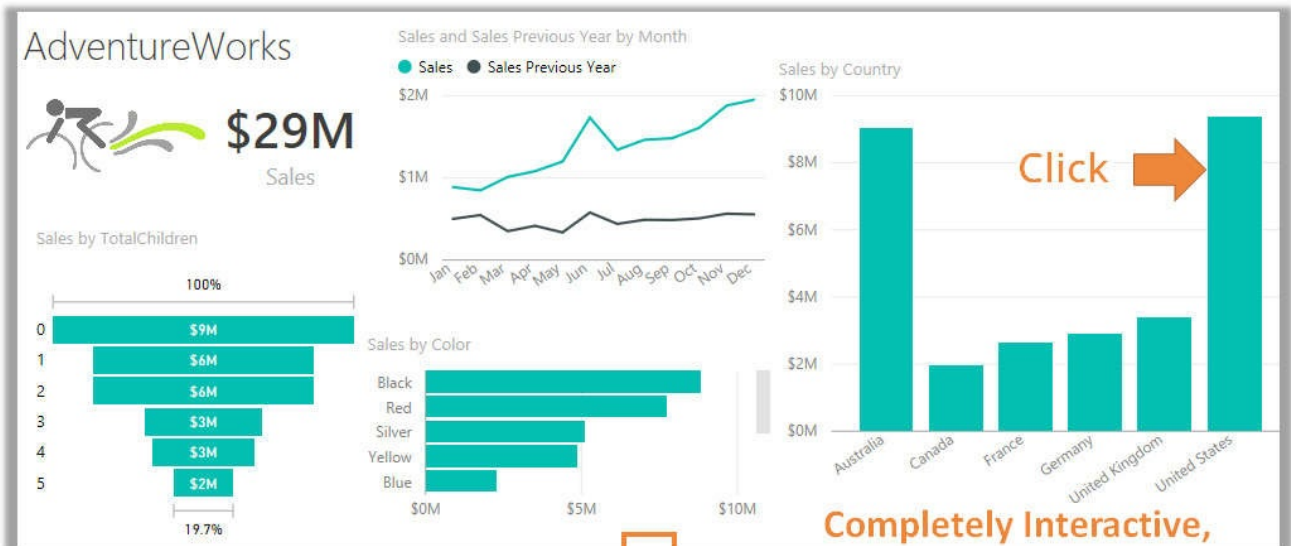 AdventureWorks
$29M
Sales
Sales by TotalChildren
100%
0 $9M
1 $6M
2 $6M
3 $3M
4 $3M
5 $2M
19.7%
Sales and Sales Previous Year by Month
Sales Sales Previous Year
$2M
$1M
$0M
Jan Feb Mar Apr May Jun Jul Aug Sep Oct Nov Dec
Sales by Color
Black
Red
Silver
Yellow
Blue
$0M $5M $10M
Sales by Country
$10M
$8M
$6M
$4M
$2M
$0M
Click
Australia Canada France Germany United Kingdom United States
Completely Interactive,